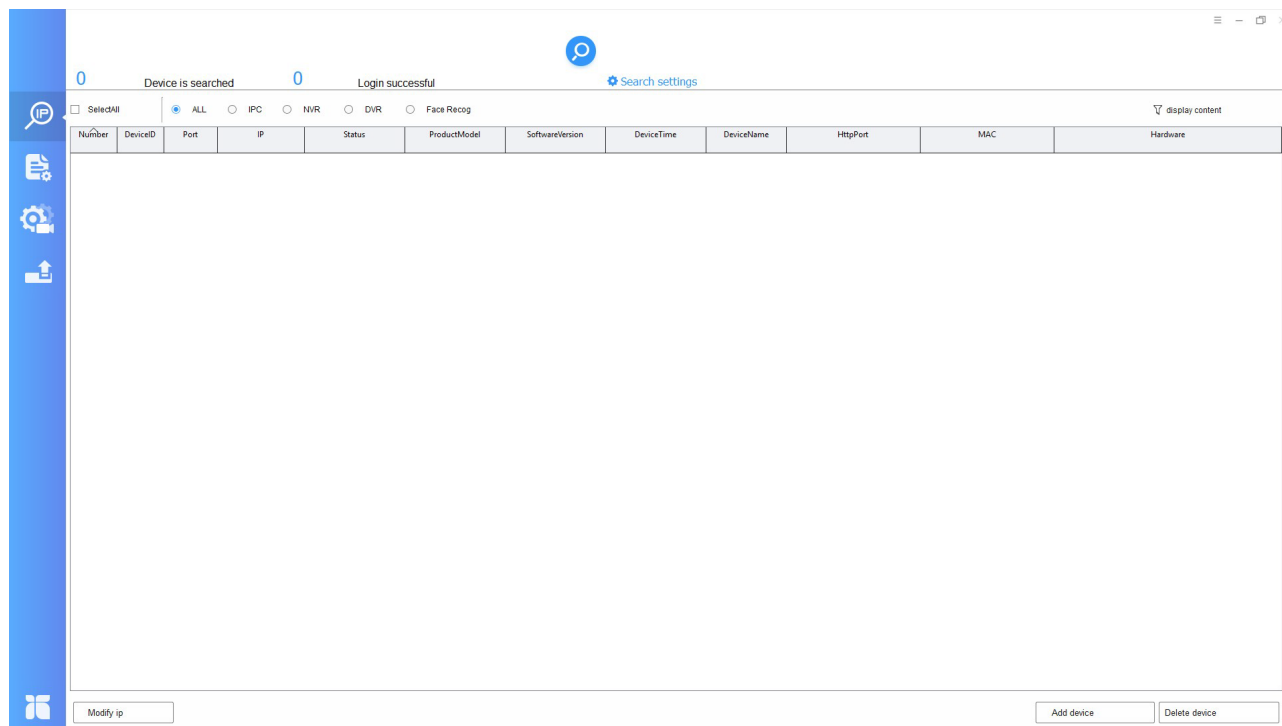 0 Device is searched 0 Login successful Search settings
IP SelectAll ALL IPC NVR DVR Face Recog display content
Number DeviceID Port IP Status ProductModel SoftwareVersion DeviceTime DeviceName HttpPort MAC Hardware
Modify ip Add device Delete device